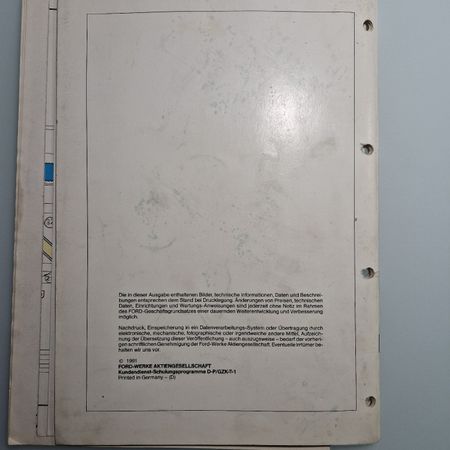 Die in dieser Ausgabe enthaltenen Bilder, technische Informationen, Daten und Beschrei-
bungen entsprechen dem Stand bei Drucklegung. Änderungen von Preisen, technischen
Daten, Einrichtungen und Wartungs-Anweisungen sind jederzeit ohne Notiz im Rahmen
des FORD-Geschäftsgrundsatzes einer dauernden Weiterentwicklung und Verbesserung
möglich.
Nachdruck, Einspeicherung in ein Datenverarbeitungs-System oder Übertragung durch
elektronische, mechanische, fotographische oder irgendwelche andere Mittel, Aufzeich-
nung der Übersetzung dieser Veröffentlichung – auch auszugsweise – bedarf der vorheri-
gen schriftlichen Genehmigung der Ford-Werke Aktiengesellschaft. Eventuelle Irrtümer be-
halten wir uns vor.
© 1991
FORD-WERKE AKTIENGESELLSCHAFT
Kundendienst-Schulungsprogramme D-P/GZK-T-1
Printed in Germany – (D)